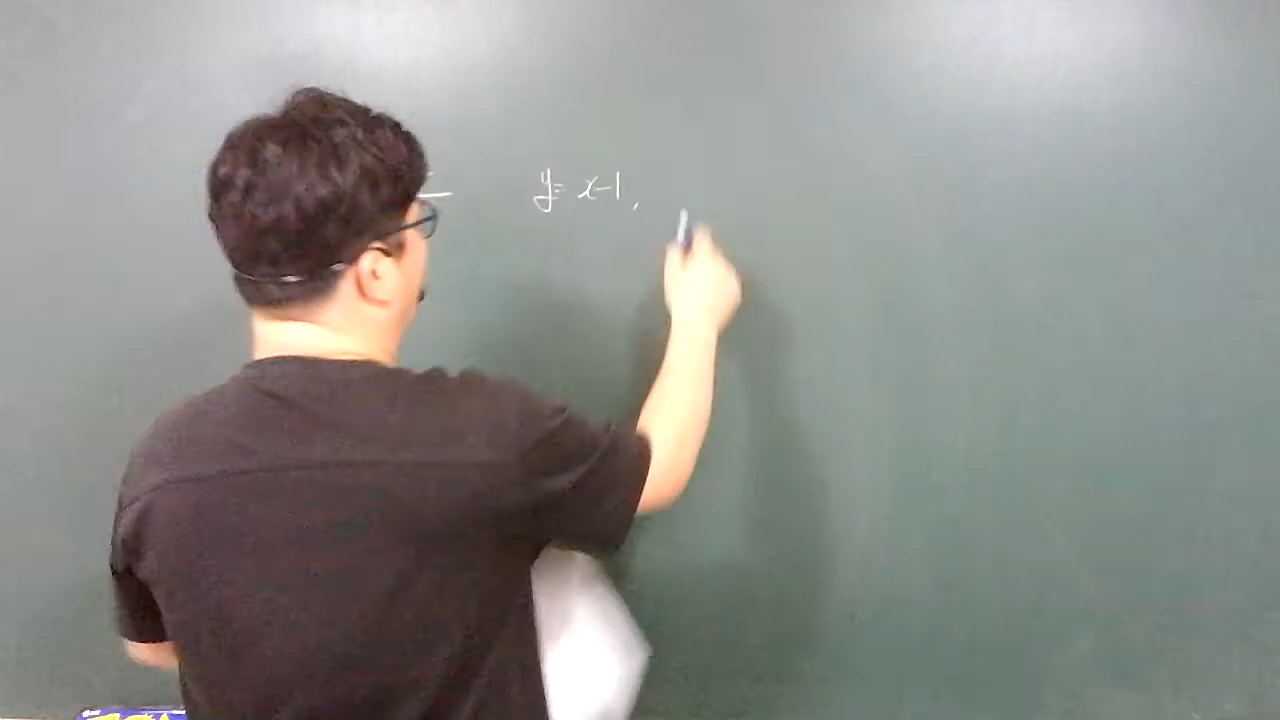 y = x-1,